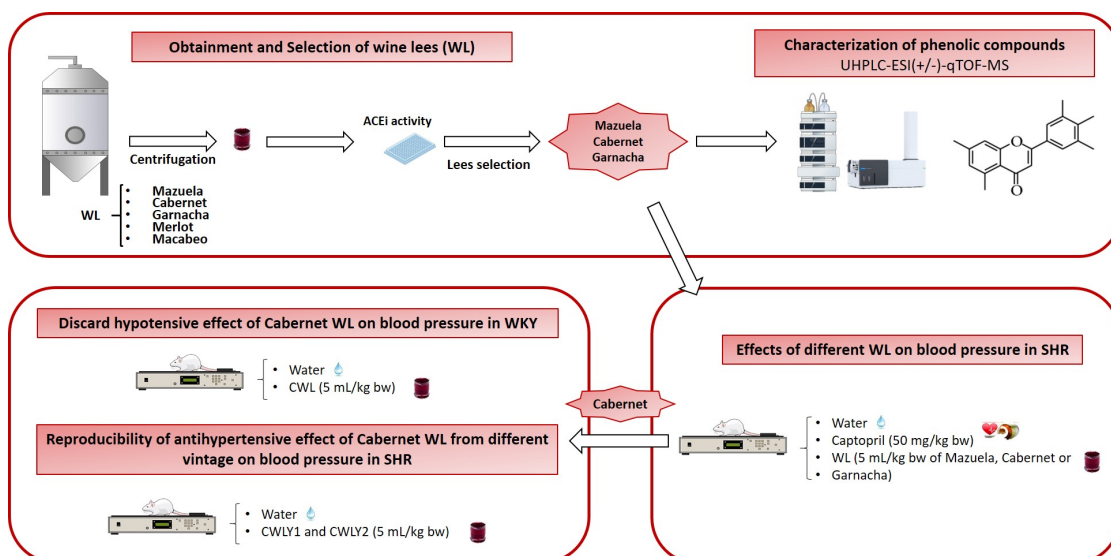 Obtainment and Selection of wine lees (WL)
Characterization of phenolic compounds
UHPLC-ESI(+/-)-qTOF-MS
Centrifugation
ACEi activity
Lees selection
Mazuela
Cabernet
Garnacha
WL
• Mazuela
• Cabernet
• Garnacha
• Merlot
• Macabeo
O
O
Discard hypotensive effect of Cabernet WL on blood pressure in WKY
• Water
• CWL (5 mL/kg bw)
Reproducibility of antihypertensive effect of Cabernet WL from different
vintage on blood pressure in SHR
• Water
• CWLY1 and CWLY2 (5 mL/kg bw)
Cabernet
Effects of different WL on blood pressure in SHR
• Water
• Captopril (50 mg/kg bw)
• WL (5 mL/kg bw of Mazuela, Cabernet or
• Garnacha)